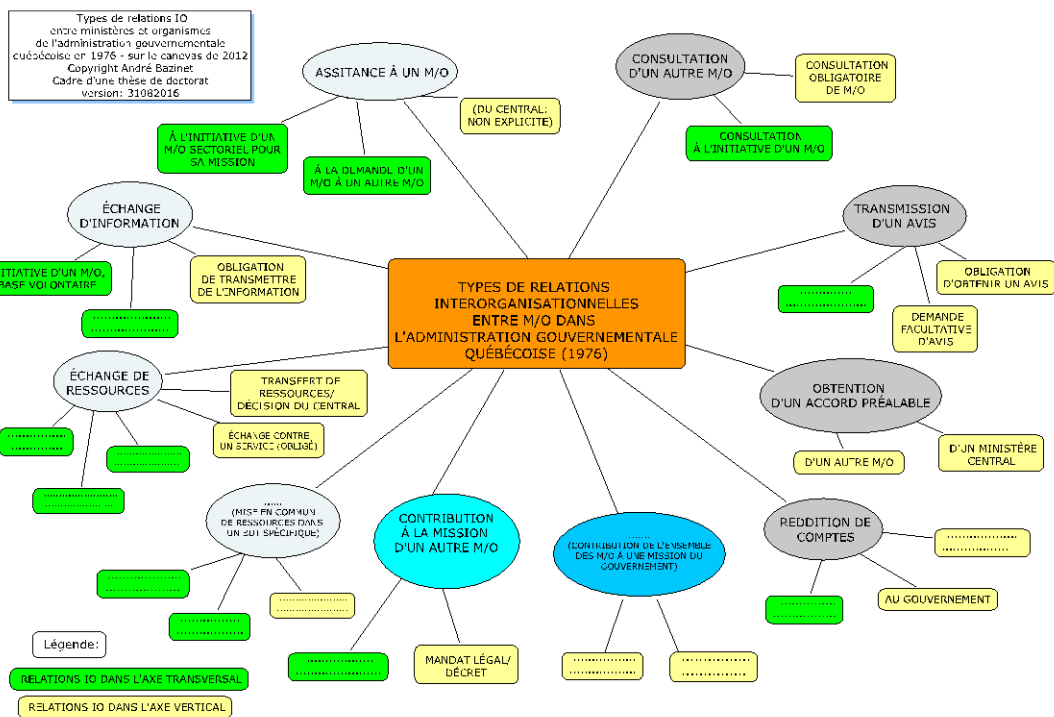 Types de relations IO
entre ministères et organismes
de l'administration gouvernementale
québécoise en 1976 - sur le canevas de 2012
Copyright André Bazinet
Cadre d'une thèse de doctorat
version: 31082016
ASSITANCE À UN M/O
(DU CENTRAL:
NON EXPLICITE)
À L'INITIATIVE D'UN
M/O SECTORIEL POUR
SA MISSION
À LA DEMANDE D'UN
M/O À UN AUTRE M/O
CONSULTATION
D'UN AUTRE M/O
CONSULTATION
OBLIGATOIRE
DE M/O
CONSULTATION
À L'INITIATIVE D'UN M/O
ÉCHANGE
D'INFORMATION
ITIATIVE D'UN M/O,
BASE VOLONTAIRE
OBLIGATION
DE TRANSMETTRE
DE L'INFORMATION
TRANSMISSION
D'UN AVIS
OBLIGATION
D'OBTENIR UN AVIS
DEMANDE
FACULTATIVE
D'AVIS
TYPES DE RELATIONS
INTERORGANISATIONNELLES
ENTRE M/O DANS
L'ADMINISTRATION GOUVERNEMENTALE
QUÉBÉCOISE (1976)
ÉCHANGE DE
RESSOURCES
TRANSFERT DE
RESSOURCES/
DÉCISION DU CENTRAL
ÉCHANGE CONTRE
UN SERVICE (OBLIGÉ)
OBTENTION
D'UN ACCORD PRÉALABLE
D'UN AUTRE M/O
D'UN MINISTÈRE
CENTRAL
(MISE EN COMMUN
DE RESSOURCES DANS
UN BUT SPÉCIFIQUE)
CONTRIBUTION
À LA MISSION
D'UN AUTRE M/O
MANDAT LÉGAL/
DÉCRET
(CONTRIBUTION DE L'ENSEMBLE
DES M/O À UNE MISSION DU
GOUVERNEMENT)
REDDITION DE
COMPTES
AU GOUVERNEMENT
Légende:
RELATIONS IO DANS L'AXE TRANSVERSAL
RELATIONS IO DANS L'AXE VERTICAL